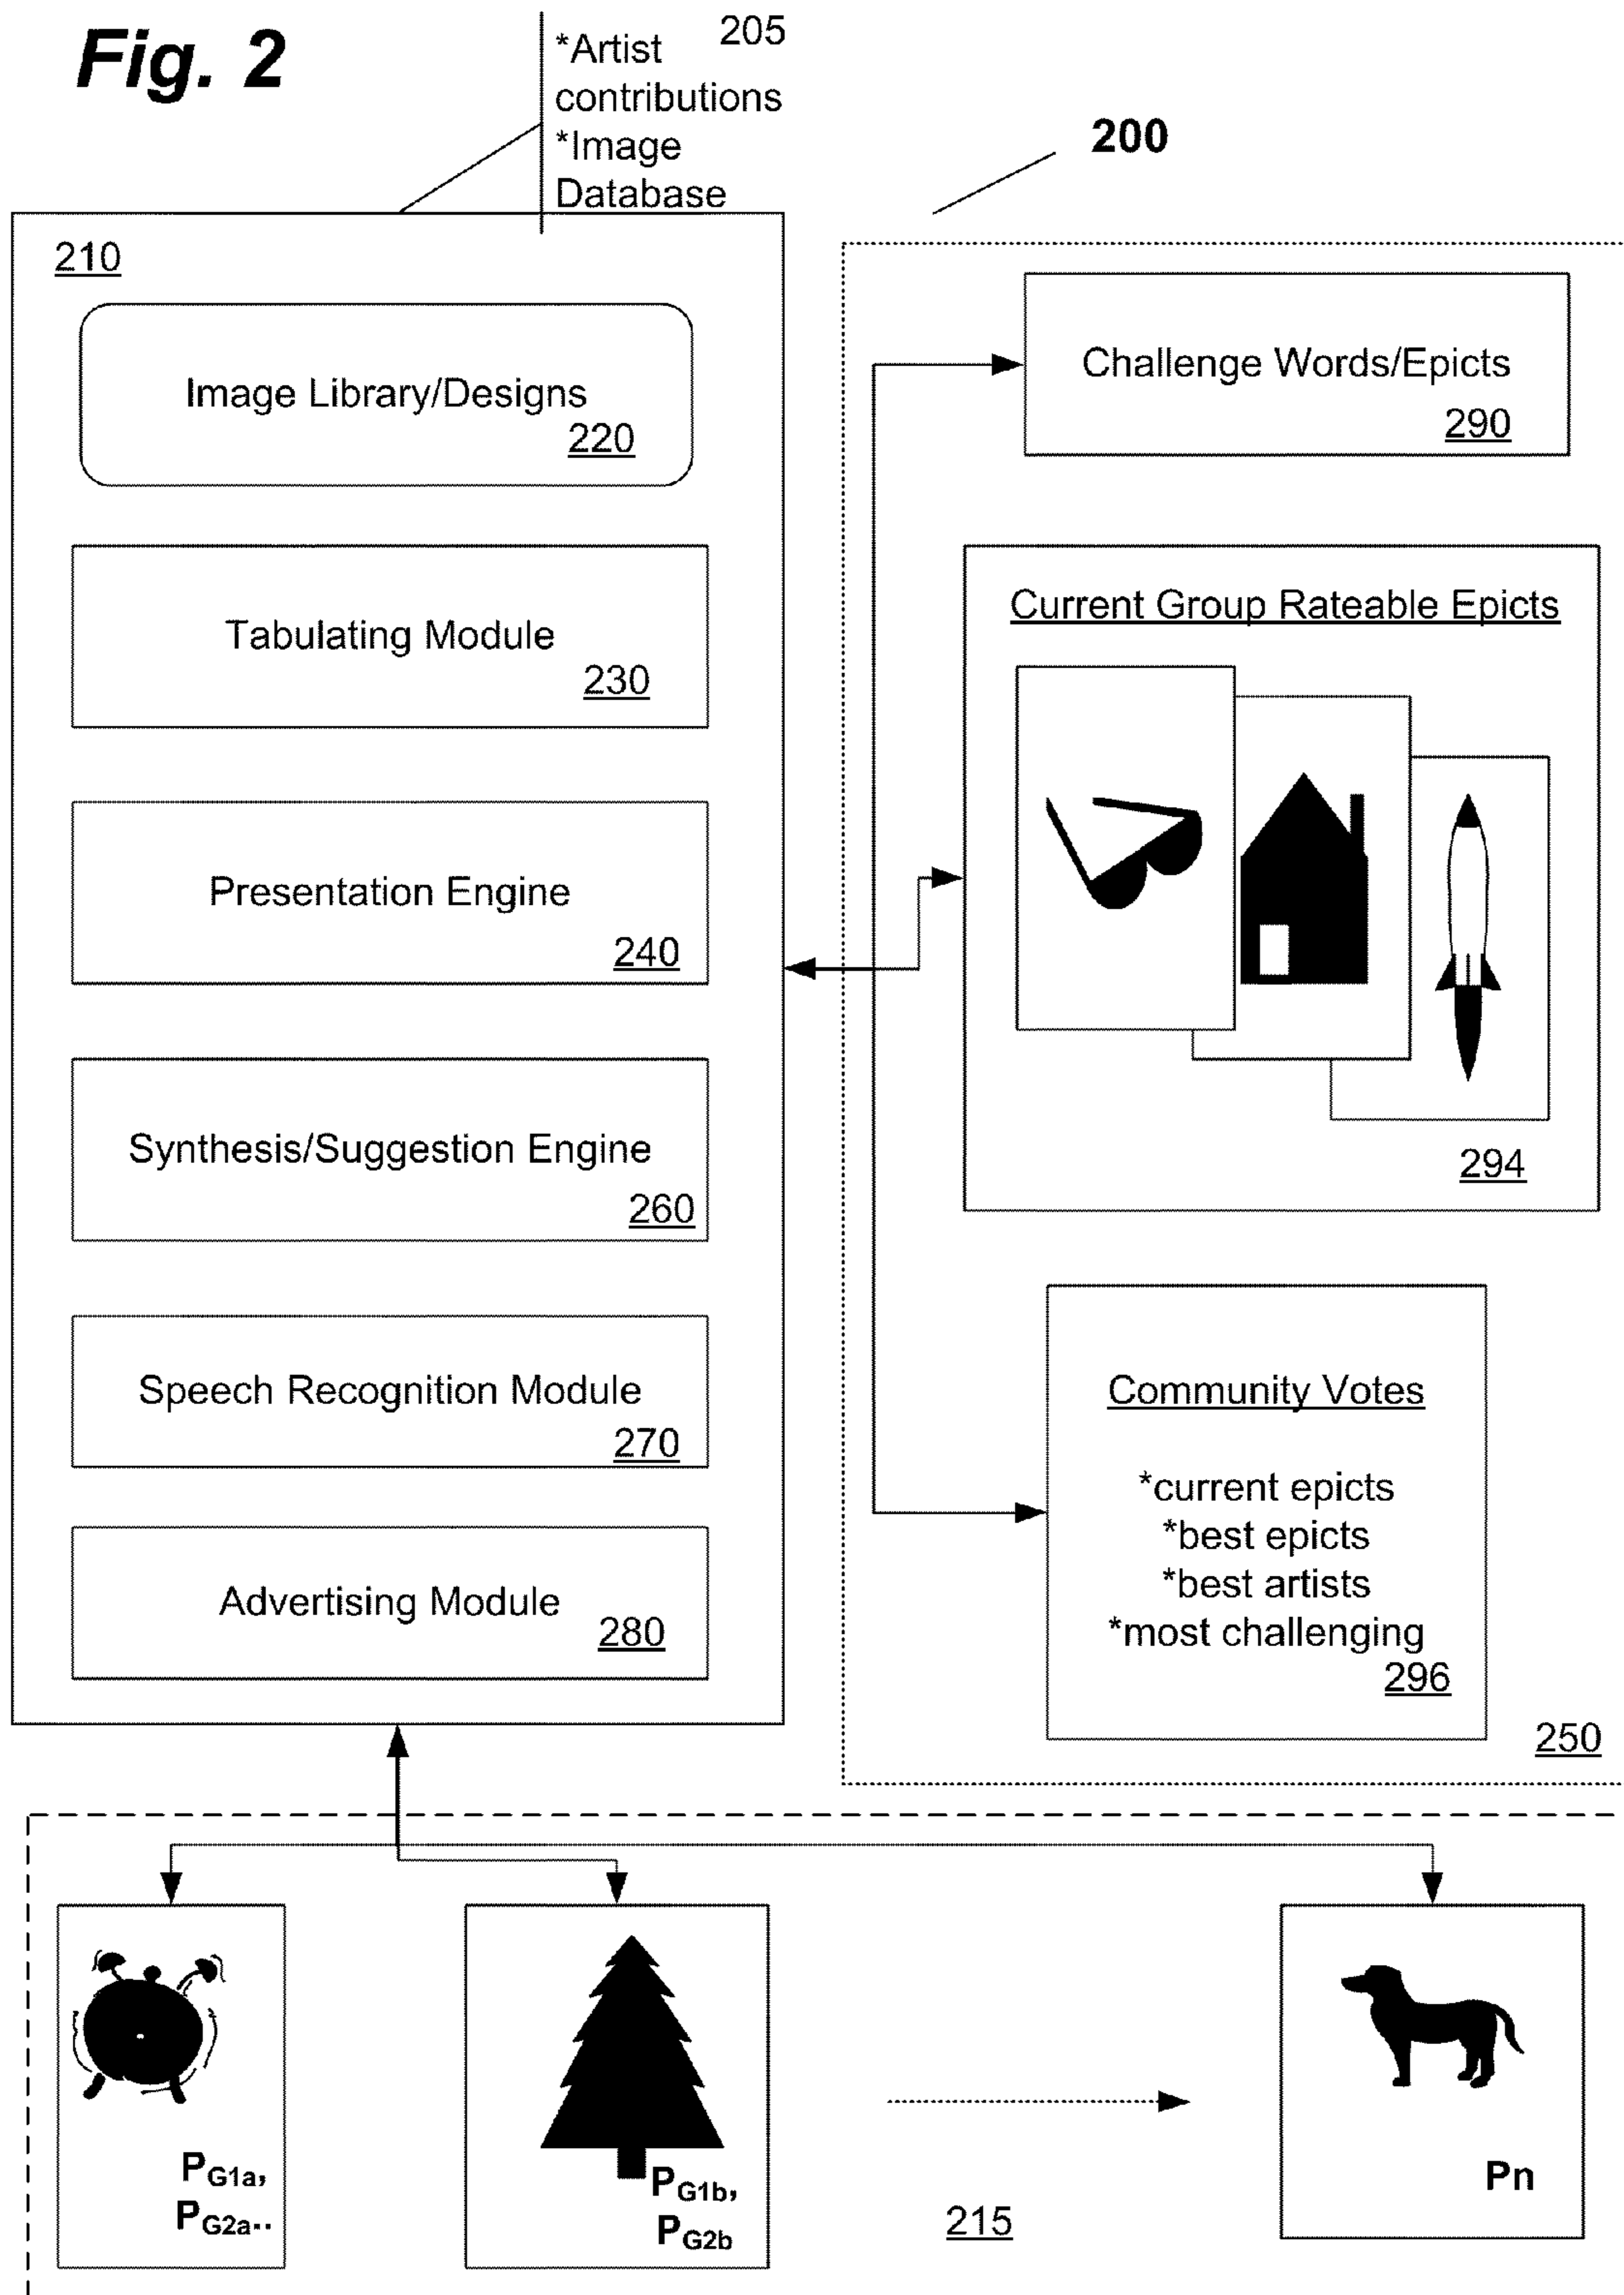 Fig. 2
205
*Artist
contributions
*Image
Database
200
210
Image Library/Designs
220
Tabulating Module
230
Presentation Engine
240
Synthesis/Suggestion Engine
260
Speech Recognition Module
270
Advertising Module
280
Challenge Words/Epicts
290
Current Group Rateable Epicts
294
Community Votes
*current epicts
*best epicts
*best artists
*most challenging
296
250
PG1a,
PG2a..
PG1b,
PG2b
215
Pn